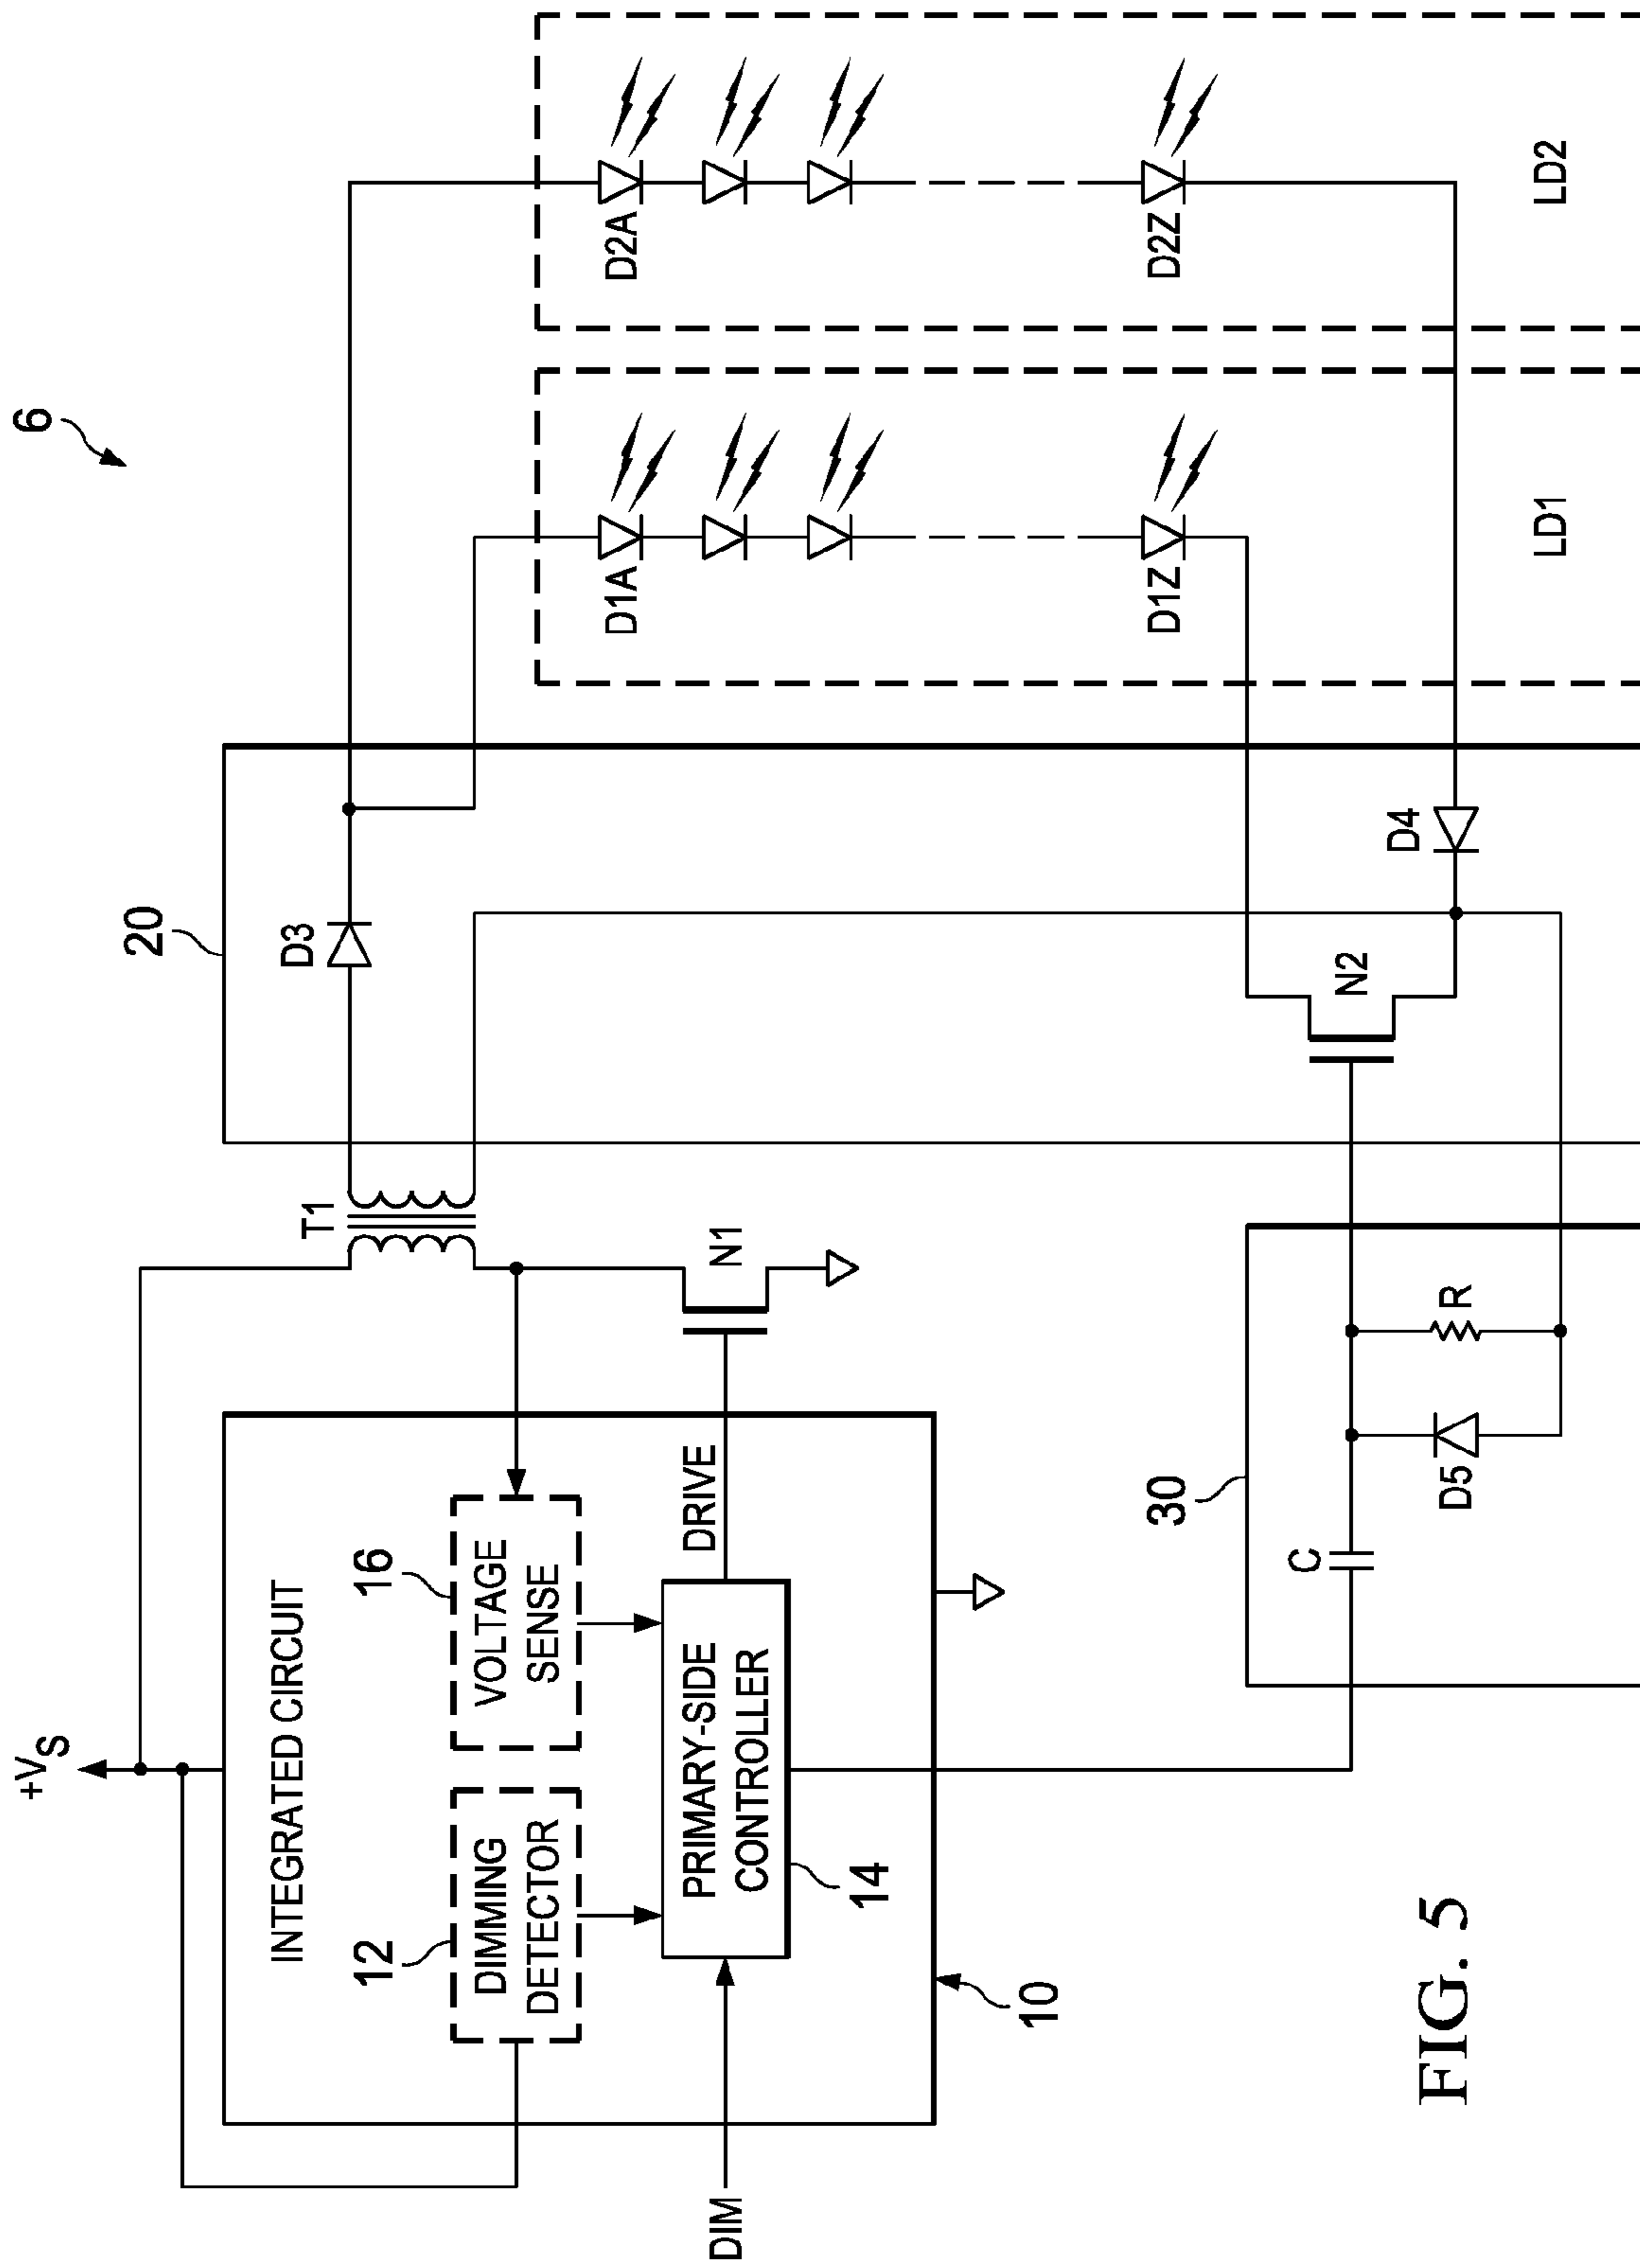 6
+VS
INTEGRATED CIRCUIT
12
DIMMING
DETECTOR
16
VOLTAGE
SENSE
DIM
PRIMARY-SIDE
CONTROLLER
DRIVE
14
10
T1
N1
20
D3
D4
N2
30
C
D5
R
D1A
D1Z
LD1
D2A
D2Z
LD2
FIG. 5